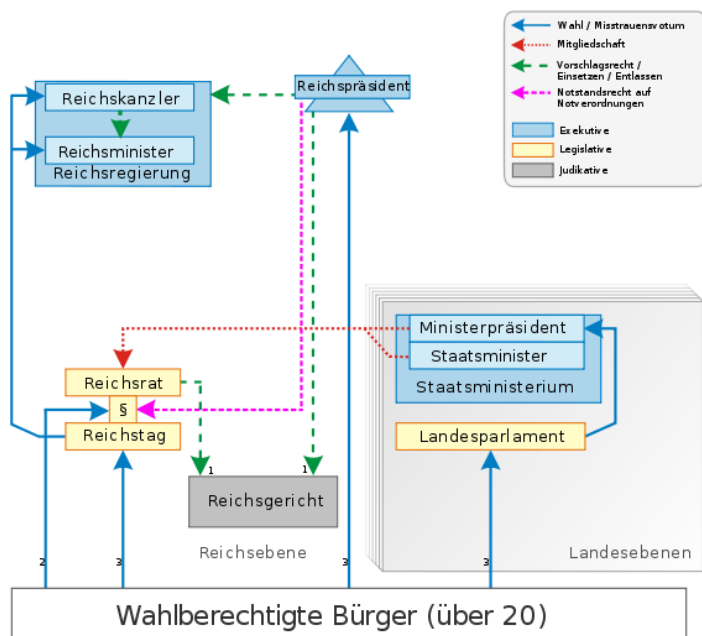 Wahl / Misstrauensvotum
Mitgliedschaft
Vorschlagsrecht /
Einsetzen / Entlassen
Notstandsrecht auf
Notverordnungen
Exekutive
Legislative
Judikative
Reichspräsident
Reichskanzler
Reichsminister
Reichsregierung
Ministerpräsident
Staatsminister
Staatsministerium
Reichsrat
§
Reichstag
Landesparlament
1
1
Reichsgericht
Reichsebene
Landesebenen
2
3
3
3
Wahlberechtigte Bürger (über 20)